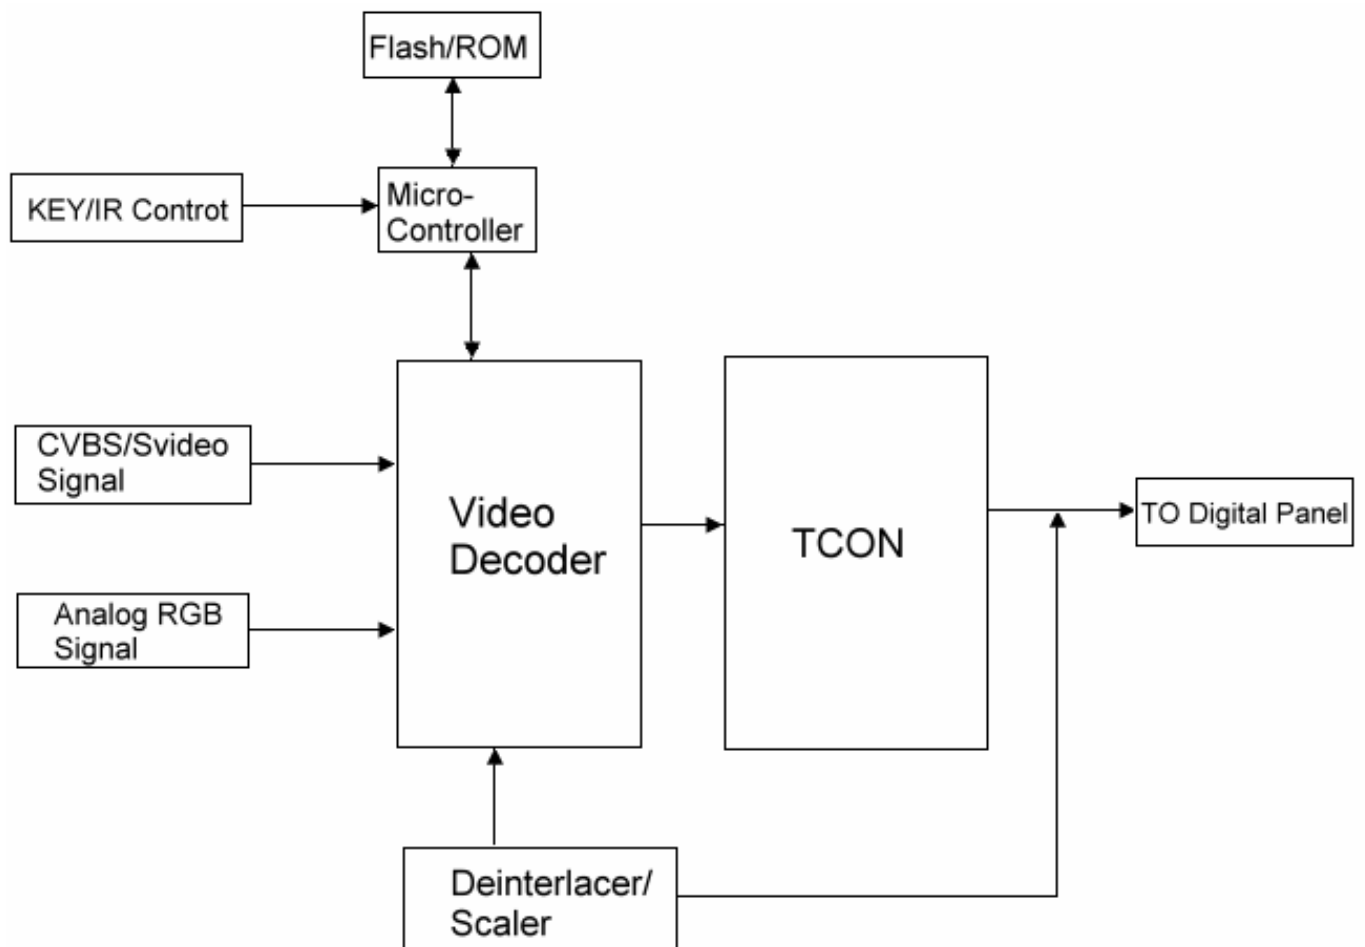 Flash/ROM
KEY/IR Controt
Micro-
Controller
CVBS/Svideo
Signal
Video
Decoder
TCON
TO Digital Panel
Analog RGB
Signal
Deinterlacer/
Scaler